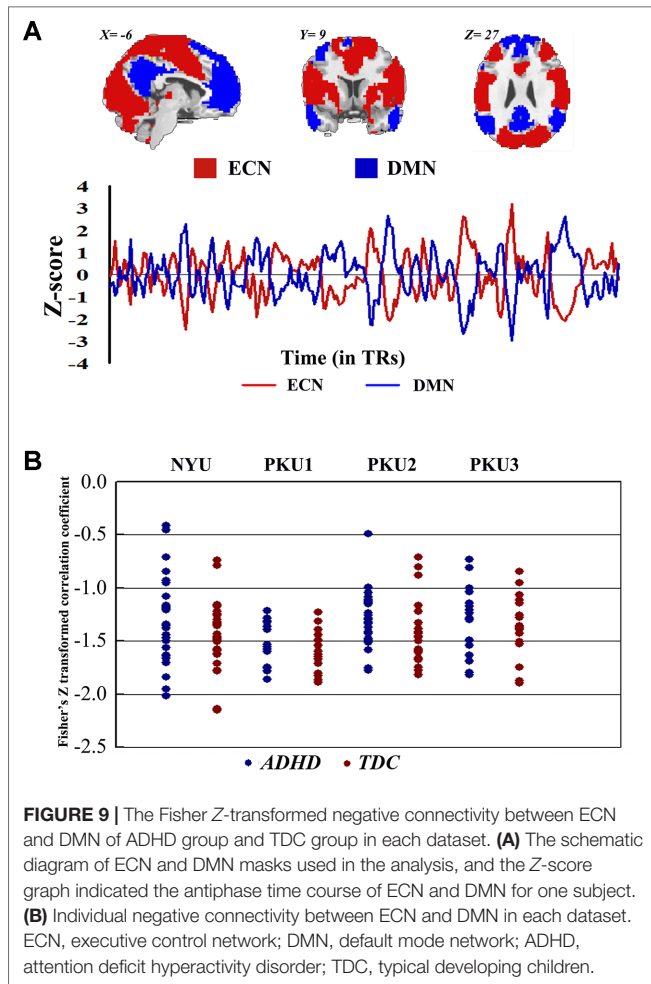 A
X= -6
Y= 9
Z= 27
ECN
DMN
4
3
2
1
0
-1
-2
-3
-4
Z-score
Time (in TRs)
ECN
DMN
B
NYU PKU1 PKU2 PKU3
0.0
-0.5
-1.0
-1.5
-2.0
-2.5
Fisher's Z transformed correlation coefficient
ADHD
TDC
FIGURE 9 | The Fisher Z-transformed negative connectivity between ECN
and DMN of ADHD group and TDC group in each dataset. (A) The schematic
diagram of ECN and DMN masks used in the analysis, and the Z-score
graph indicated the antiphase time course of ECN and DMN for one subject.
(B) Individual negative connectivity between ECN and DMN in each dataset.
ECN, executive control network; DMN, default mode network; ADHD,
attention deficit hyperactivity disorder; TDC, typical developing children.